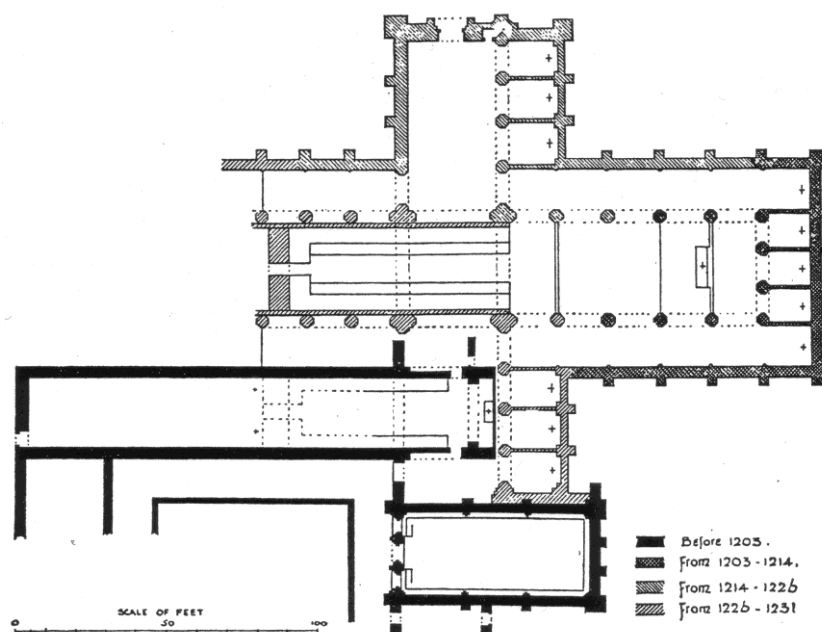 Before 1203.
From 1203-1214.
From 1214-1226
From 1226-1231
SCALE OF FEET
0 50 100